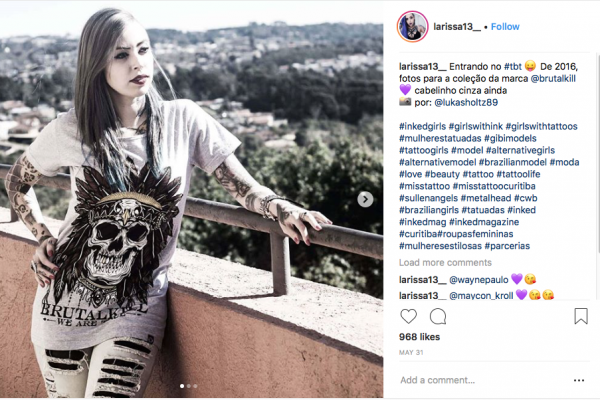 larissa13__ • Follow
larissa13__ Entrando no #tbt 😛 De 2016,
fotos para a coleção da marca @brutalkill
💜 cabelinho cinza ainda
📷 por: @lukasholtz89
#inkedgirls #girlswithink #girlswithtattoos
#mulherestatuadas #gibimodels
#tattoogirls #model #alternativegirls
#alternativemodel #brazilianmodel #moda
#love #beauty #tattoo #tattoolife
#misstattoo #misstattoocuritiba
#sullenangels #metalhead #cwb
#braziliangirls #tatuadas #inked
#inkedmag #inkedmagazine
#curitiba#roupasfemininas
#mulheresestilosas #parcerias
Load more comments
larissa13__ @waynepaulo 💜😘
larissa13__ @maycon_kroll 💜😘😘
968 likes
MAY 31
Add a comment...
WE ARE